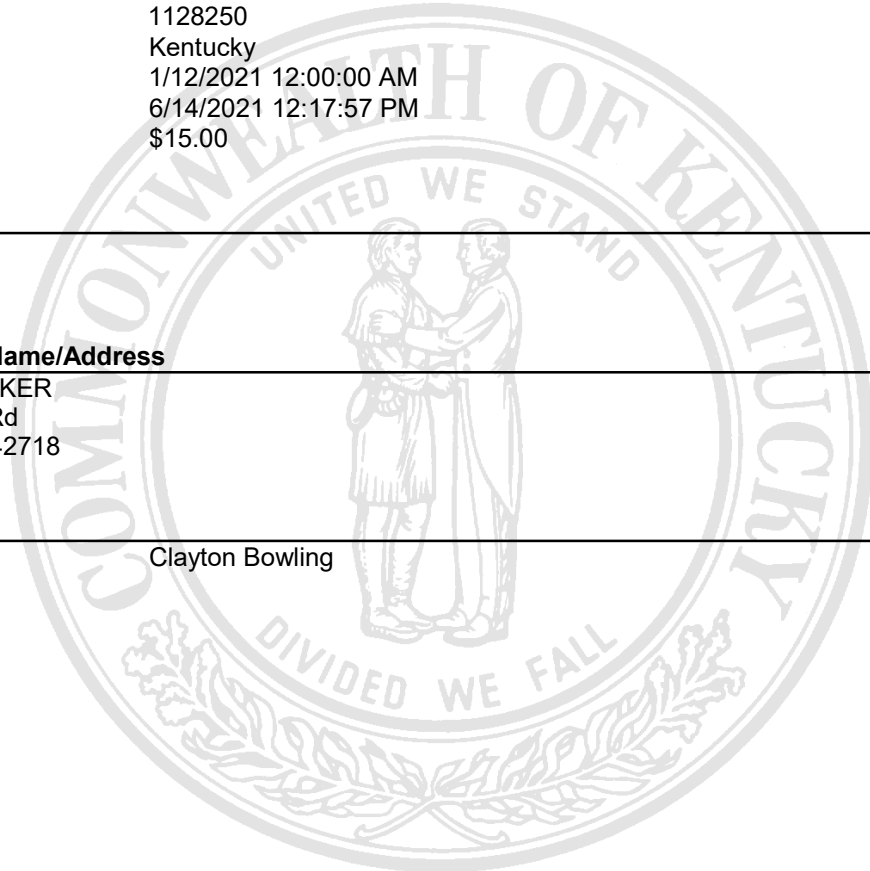 1128250
Kentucky
1/12/2021 12:00:00 AM
6/14/2021 12:17:57 PM
$15.00
COMMONWEALTH OF KENTUCKY
UNITED WE STAND
ame/Address
KER
Rd
-2718
Clayton Bowling
DIVIDED WE FALL